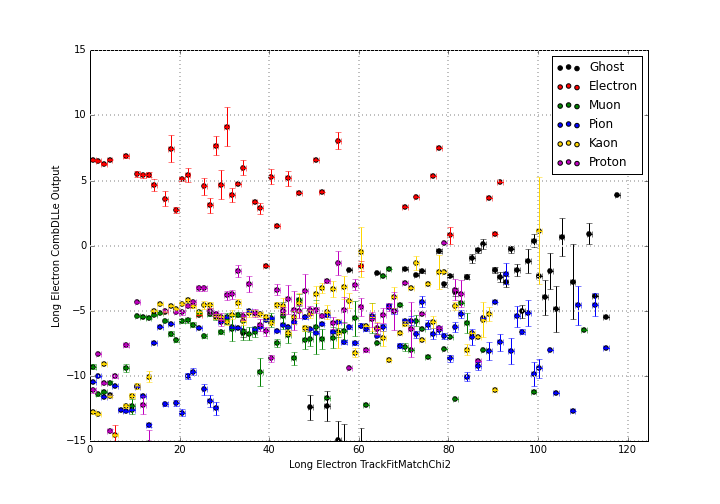 15
10
5
0
−5
−10
−15
Long Electron CombDLLe Output
Ghost
Electron
Muon
Pion
Kaon
Proton
0 20 40 60 80 100 120
Long Electron TrackFitMatchChi2